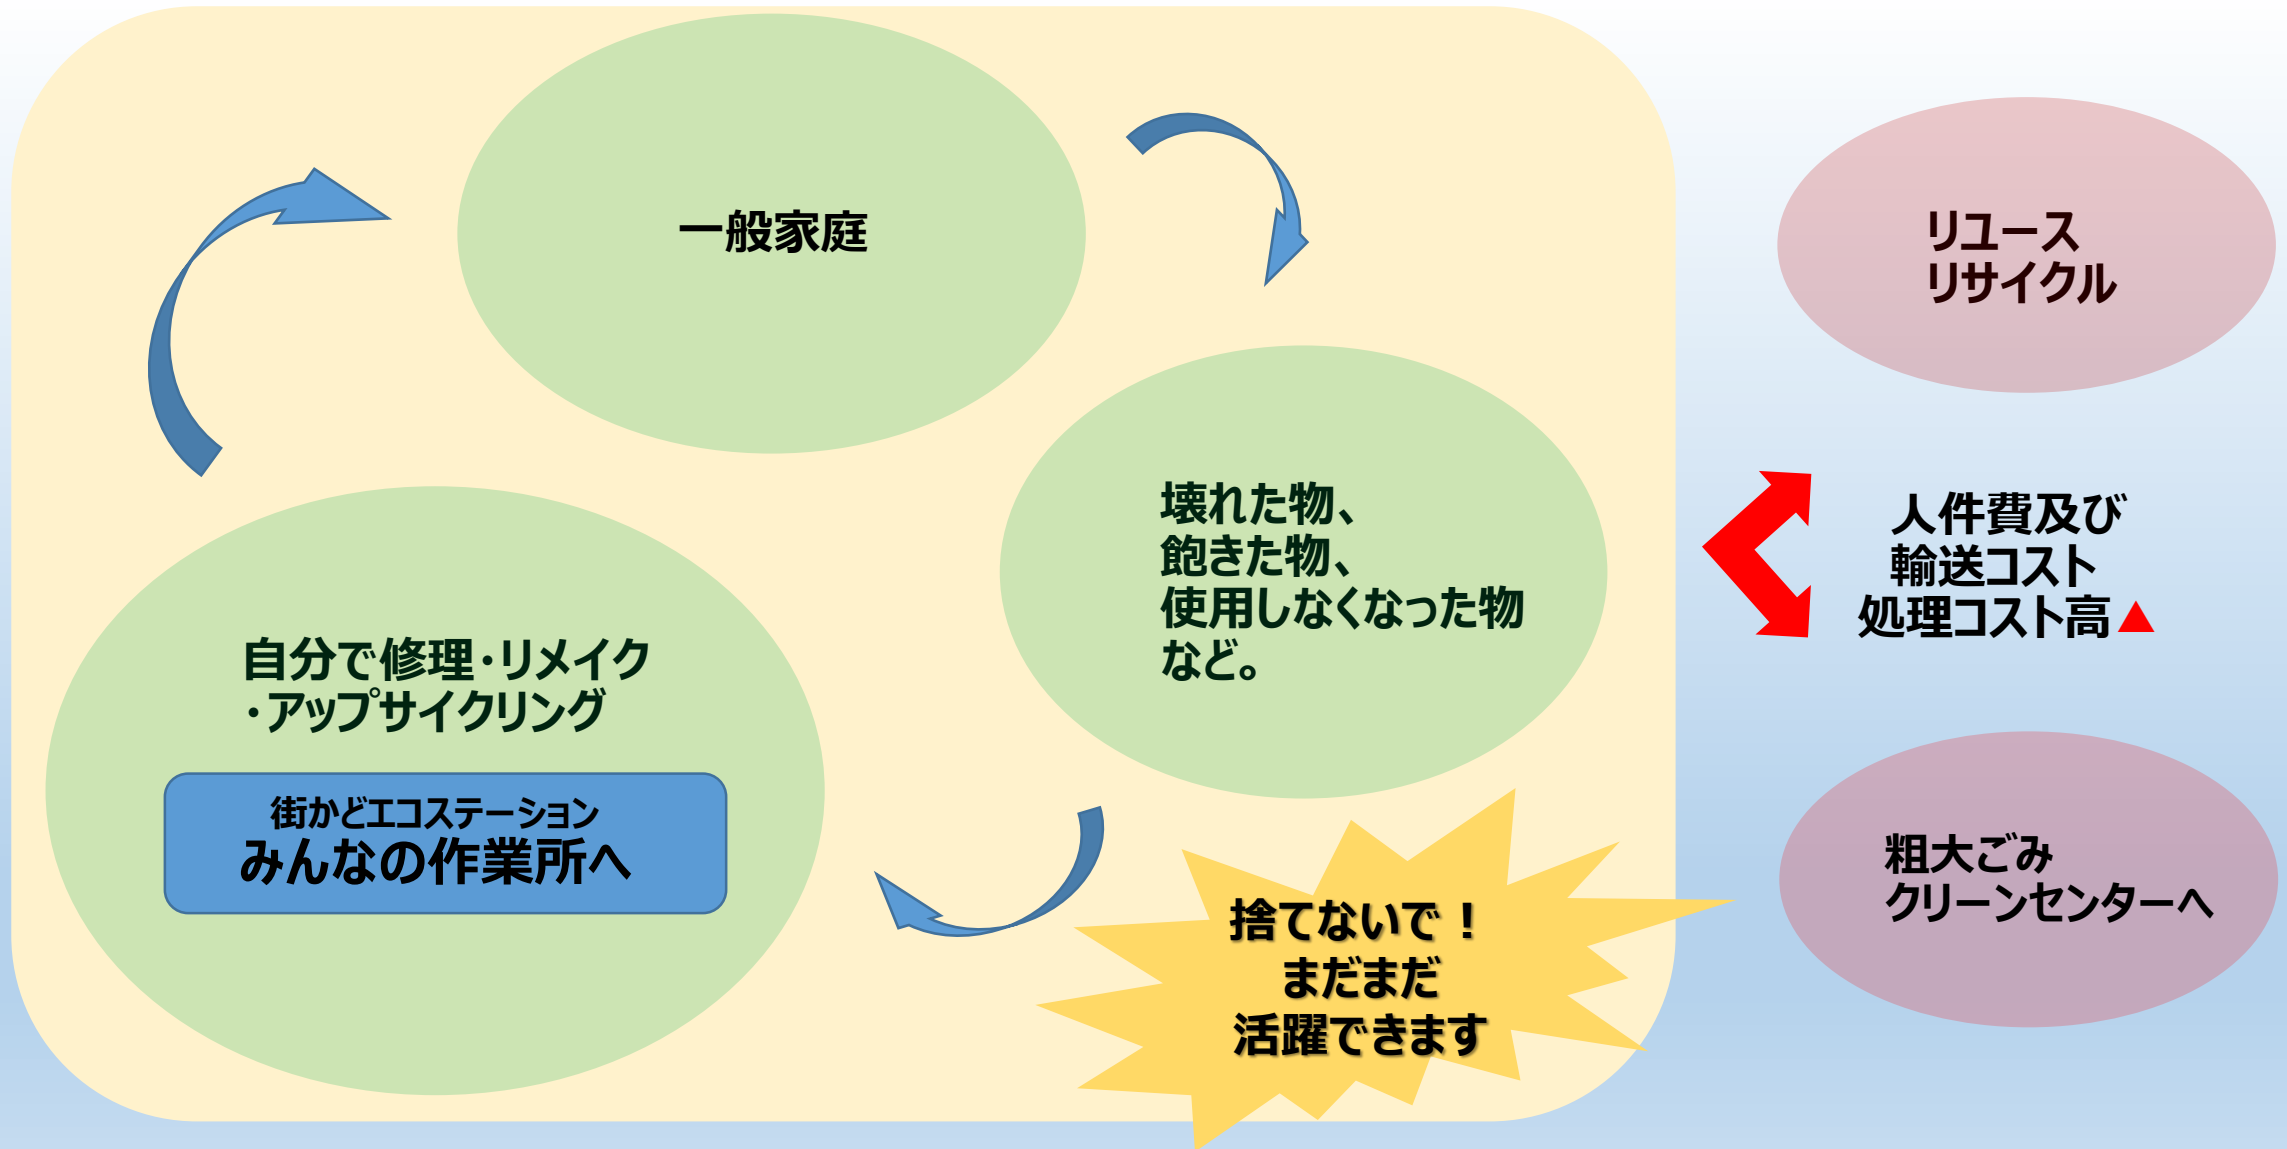 一般家庭
壊れた物、
飽きた物、
使用しなくなった物
など。
自分で修理・リメイク
・アップサイクリング
街かどエコステーション
みんなの作業所へ
捨てないで！
まだまだ
活躍できます
リユース
リサイクル
人件費及び
輸送コスト
処理コスト高▲
粗大ごみ
クリーンセンターへ